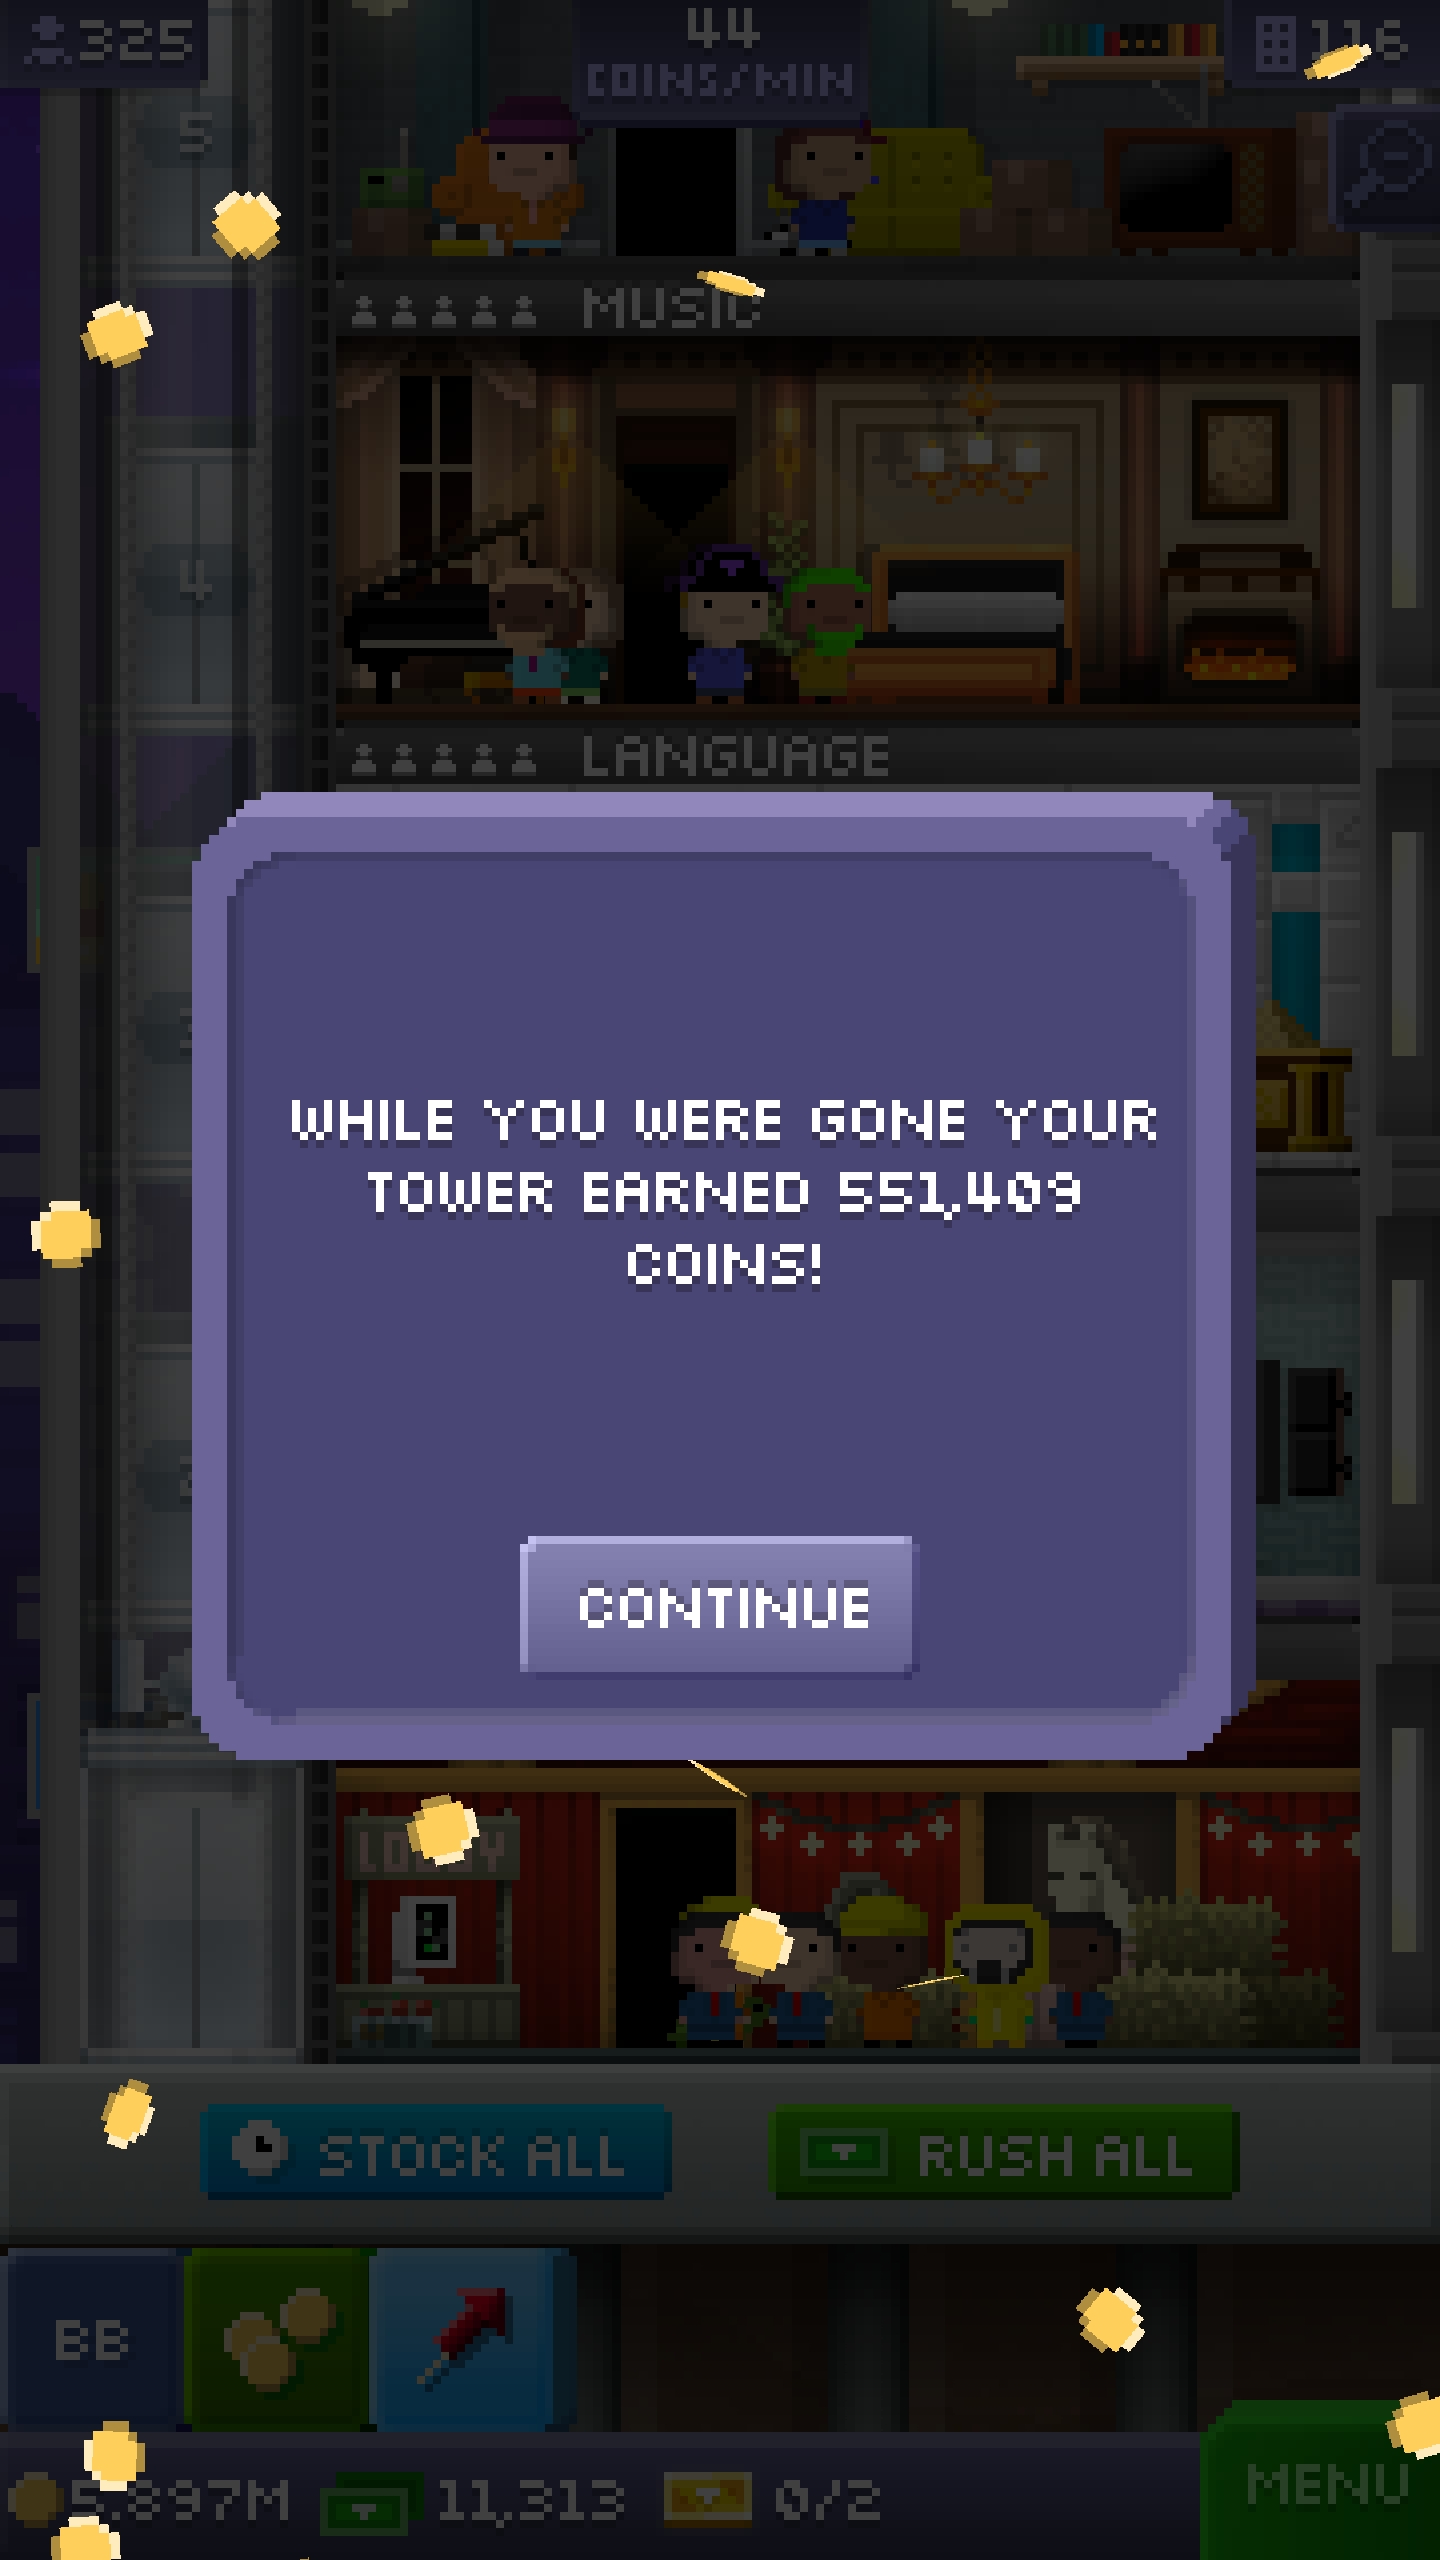 325
44
COINS/MIN
116
5
MUSIC
4
LANGUAGE
WHILE YOU WERE GONE YOUR
TOWER EARNED 551,409
COINS!
CONTINUE
LOBBY
STOCK ALL
RUSH ALL
BB
5.897M
11,313
0/2
MENU